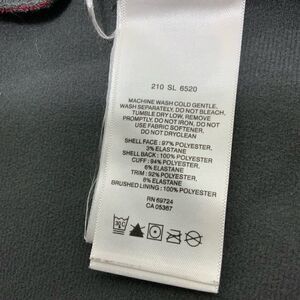 210 SL 6520
MACHINE WASH COLD GENTLE,
WASH SEPARATELY, DO NOT BLEACH,
TUMBLE DRY LOW, REMOVE
PROMPTLY, DO NOT IRON, DO NOT
USE FABRIC SOFTENER,
DO NOT DRYCLEAN
SHELL FACE : 97% POLYESTER,
3% ELASTANE
SHELL BACK : 100% POLYESTER
CUFF : 94% POLYESTER,
6% ELASTANE
TRIM : 92% POLYESTER,
8% ELASTANE
BRUSHED LINING : 100% POLYESTER
RN 69724
CA 05367
30 C